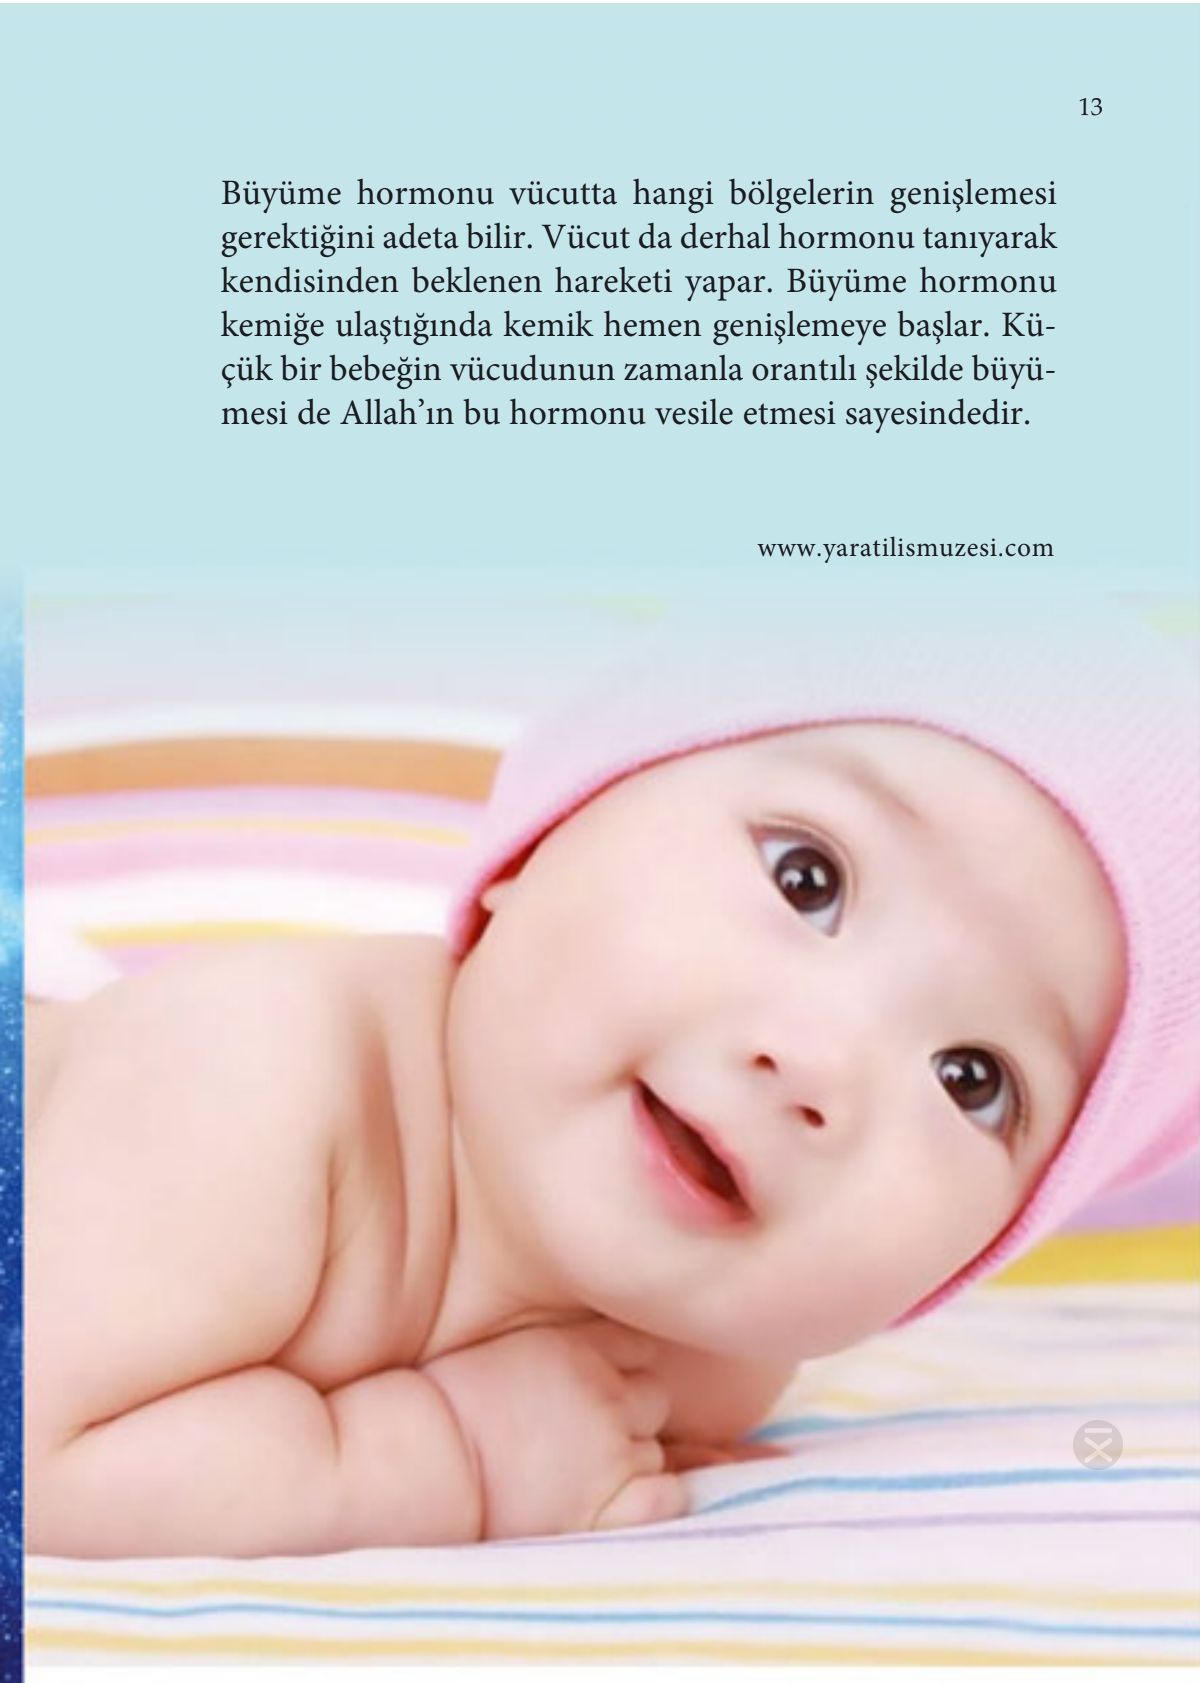 13
Büyüme hormonu vücutta hangi bölgelerin genişlemesi
gerektiğini adeta bilir. Vücut da derhal hormonu tanıyarak
kendisinden beklenen hareketi yapar. Büyüme hormonu
kemiğe ulaştığında kemik hemen genişlemeye başlar. Kü-
çük bir bebeğin vücudunun zamanla orantılı şekilde büyü-
mesi de Allah’ın bu hormonu vesile etmesi sayesindedir.
www.yaratilismuzesi.com